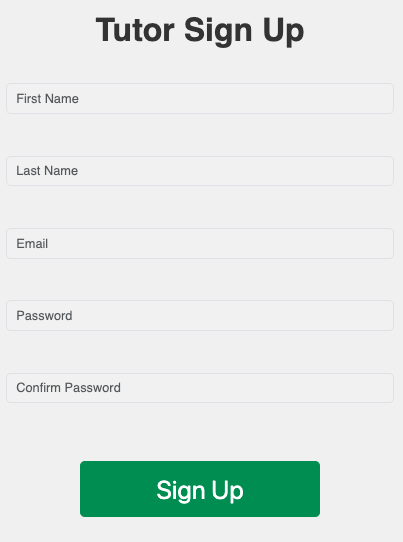 Tutor Sign Up
First Name
Last Name
Email
Password
Confirm Password
Sign Up